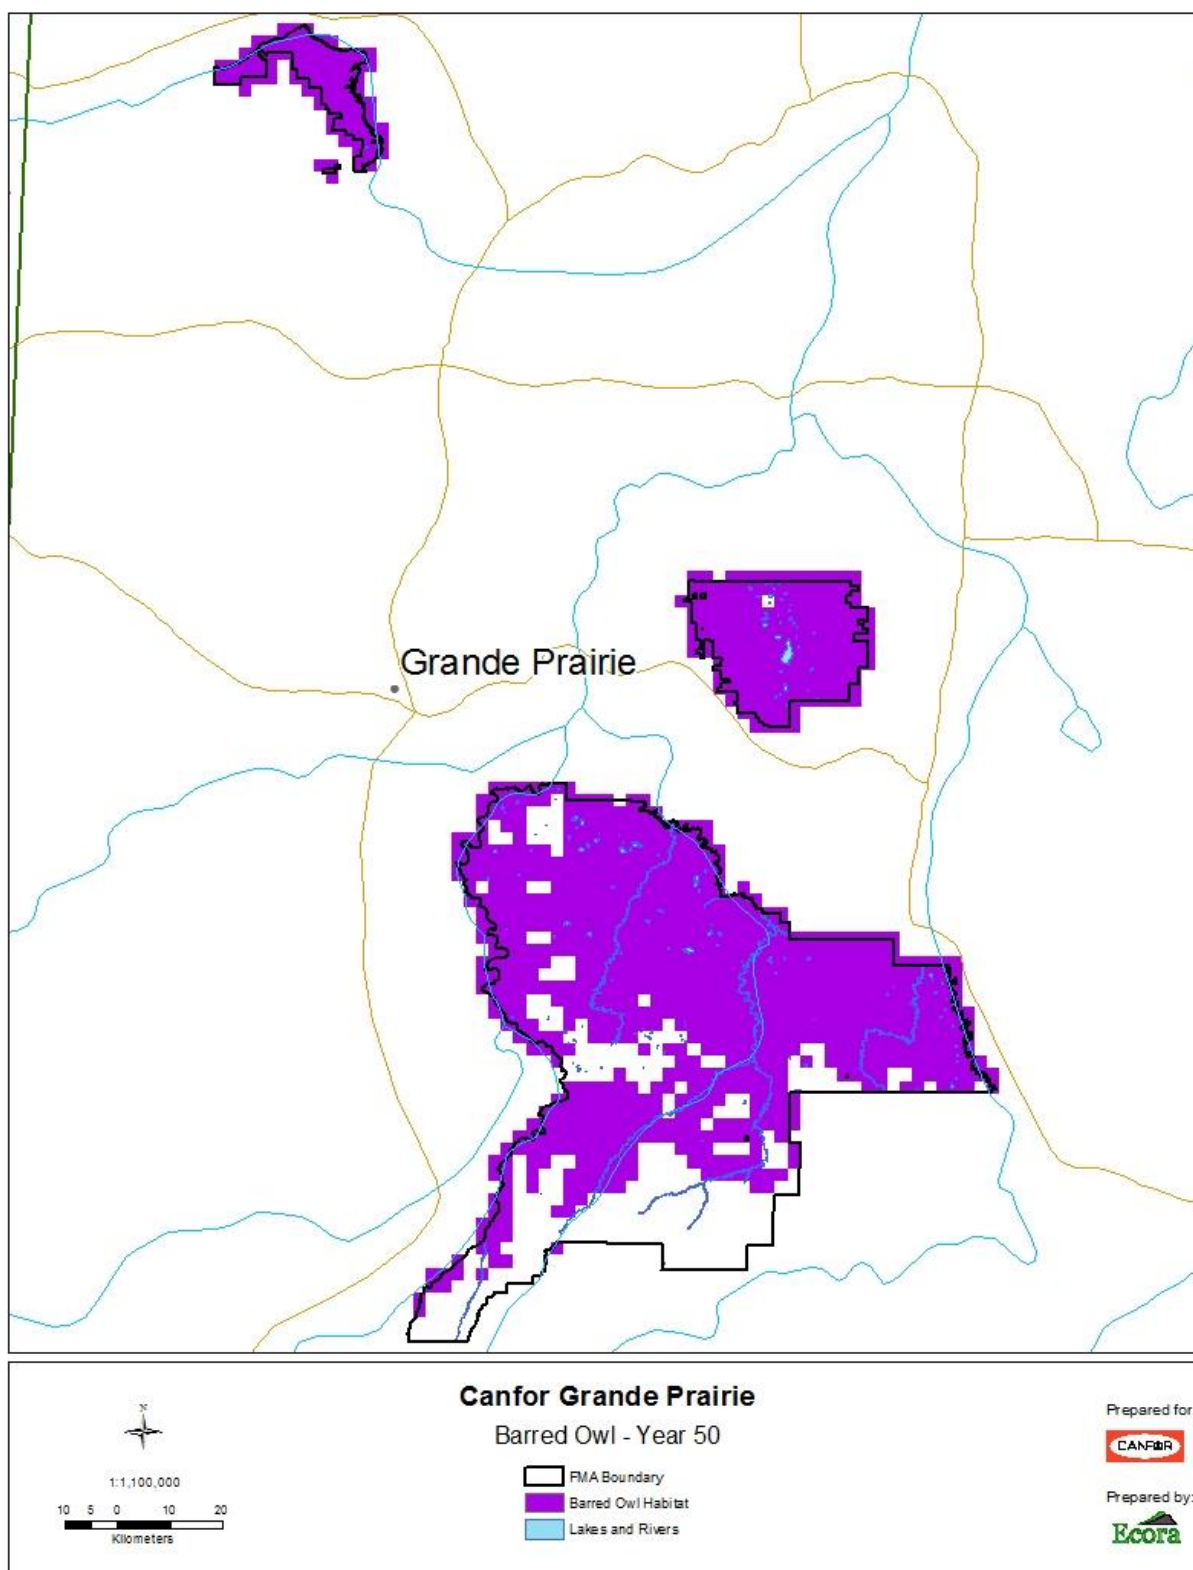 Grande Prairie
Canfor Grande Prairie
Barred Owl - Year 50
FMA Boundary
Barred Owl Habitat
Lakes and Rivers
N
1:1,100,000
10 5 0 10 20
Kilometers
Prepared for
CANFOR
Prepared by:
Ecora